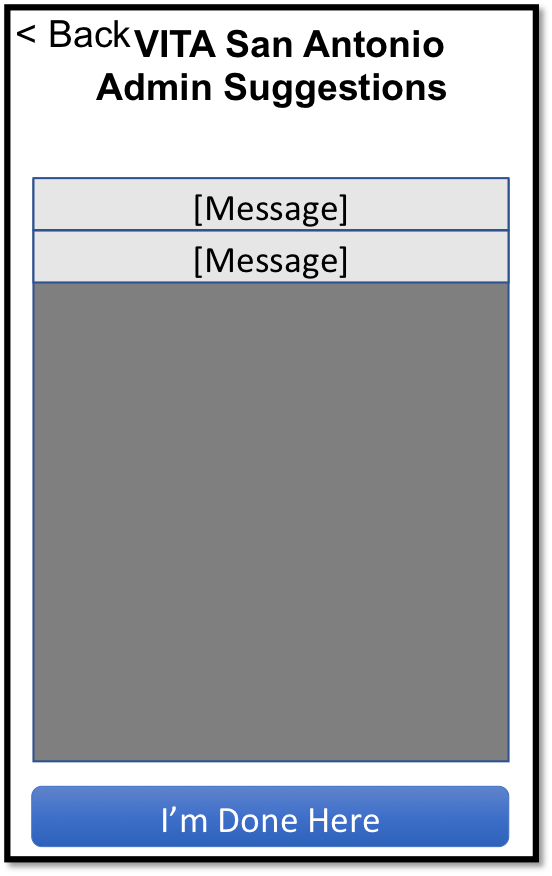 < Back
VITA San Antonio
Admin Suggestions
[Message]
[Message]
I’m Done Here